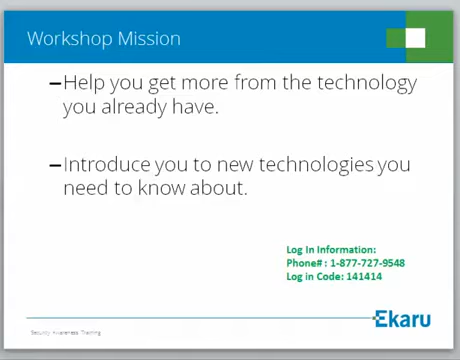 Workshop Mission
–Help you get more from the technology
you already have.
–Introduce you to new technologies you
need to know about.
Log In Information:
Phone# : 1-877-727-9548
Log in Code: 141414
Ekaru
Security Awareness Training